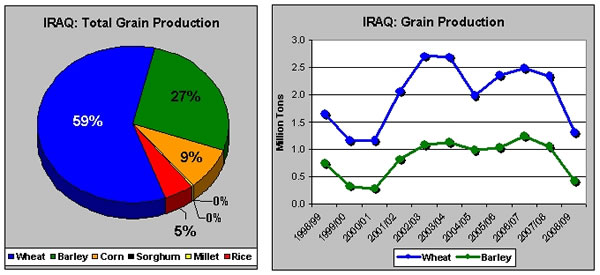 IRAQ: Total Grain Production
59%
27%
9%
0%
0%
5%
Wheat Barley Corn Sorghum Millet Rice
IRAQ: Grain Production
Million Tons
3.0
2.5
2.0
1.5
1.0
0.5
0.0
1998/99 1999/00 2000/01 2001/02 2002/03 2003/04 2004/05 2005/06 2006/07 2007/08 2008/09
Wheat Barley